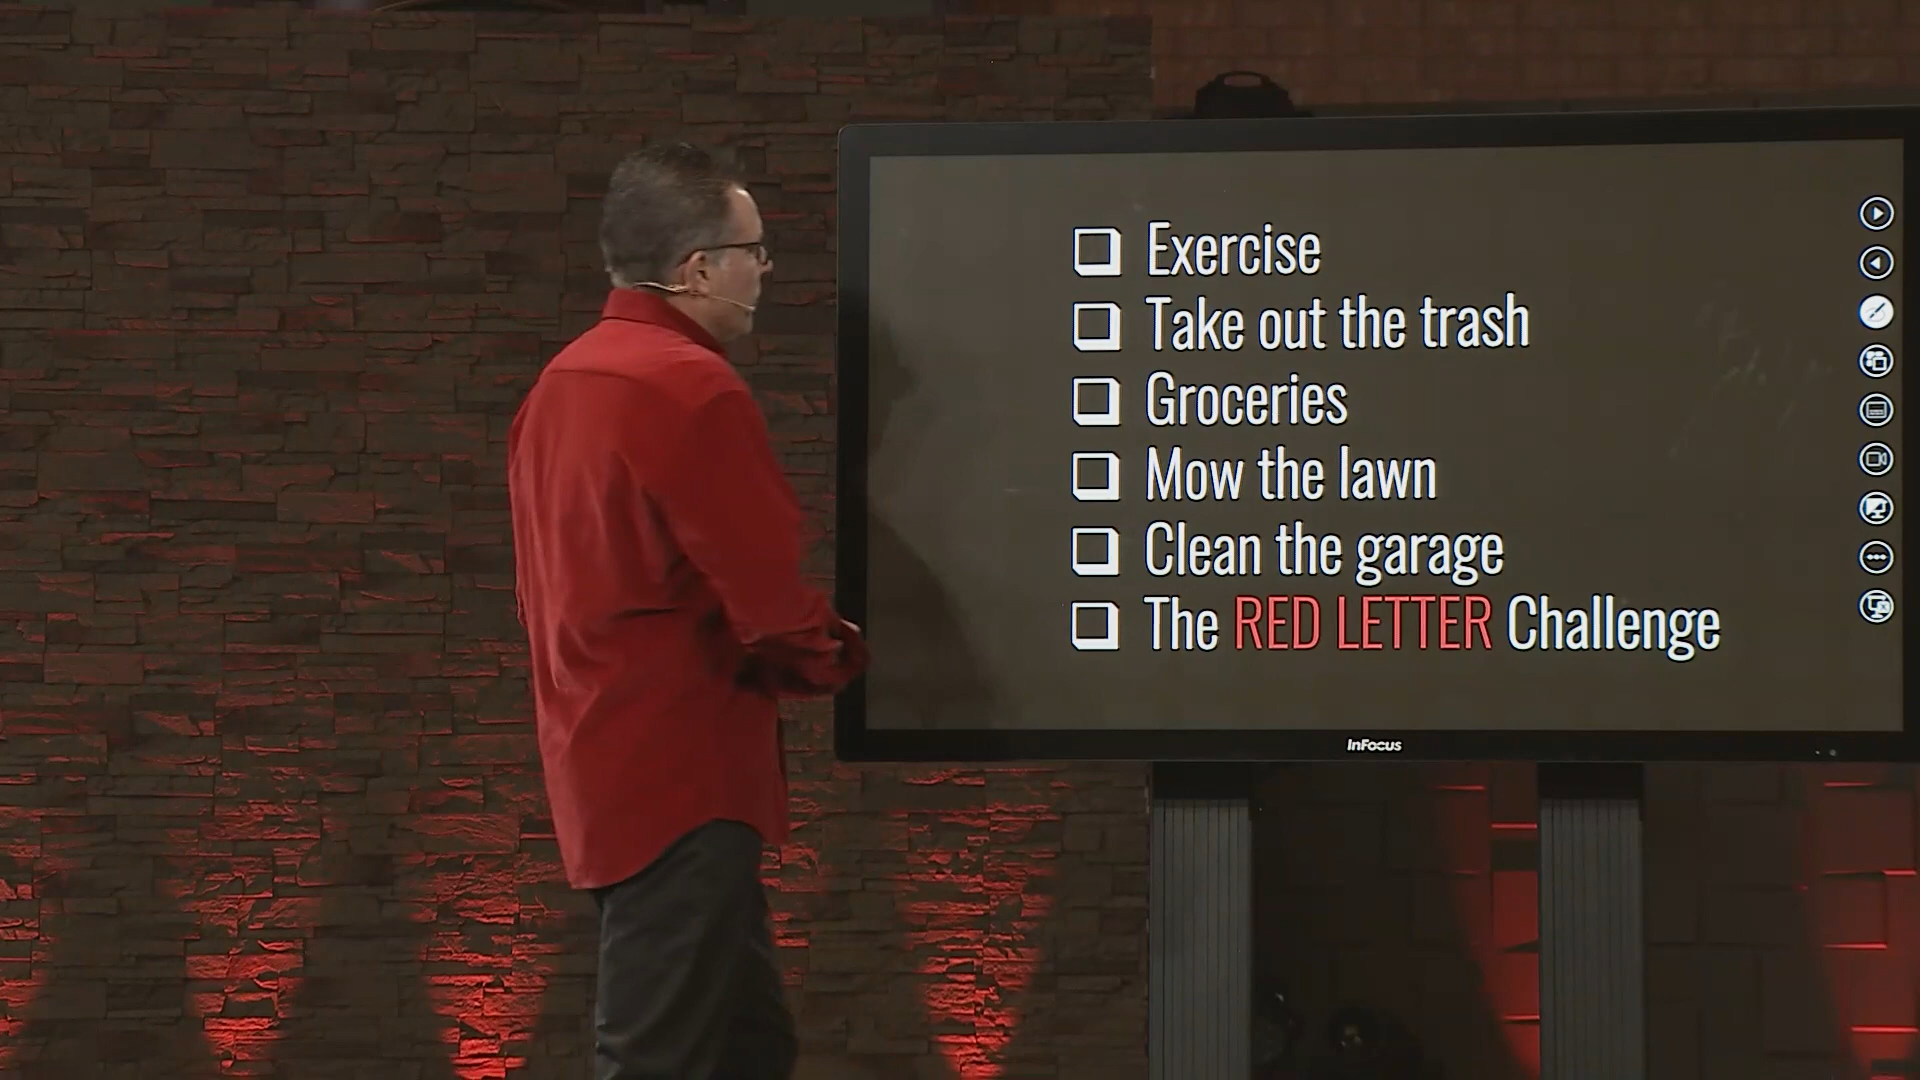 Exercise
Take out the trash
Groceries
Mow the lawn
Clean the garage
The RED LETTER Challenge
InFocus